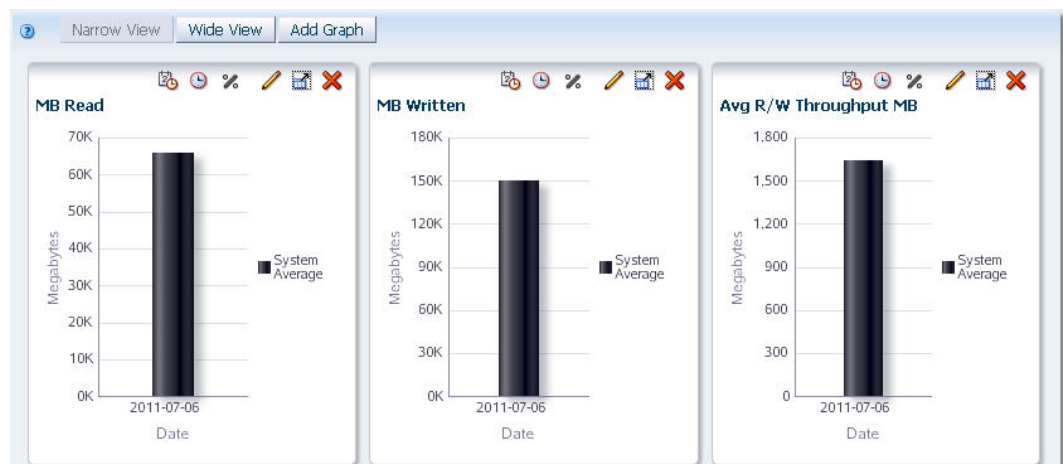 Narrow View Wide View Add Graph
MB Read
70K
60K
50K
40K
30K
20K
10K
0K
Megabytes
2011-07-06
Date
System
Average
MB Written
180K
150K
120K
90K
60K
30K
0K
Megabytes
2011-07-06
Date
System
Average
Avg R/W Throughput MB
1,800
1,500
1,200
900
600
300
0
Megabytes
2011-07-06
Date
System
Average